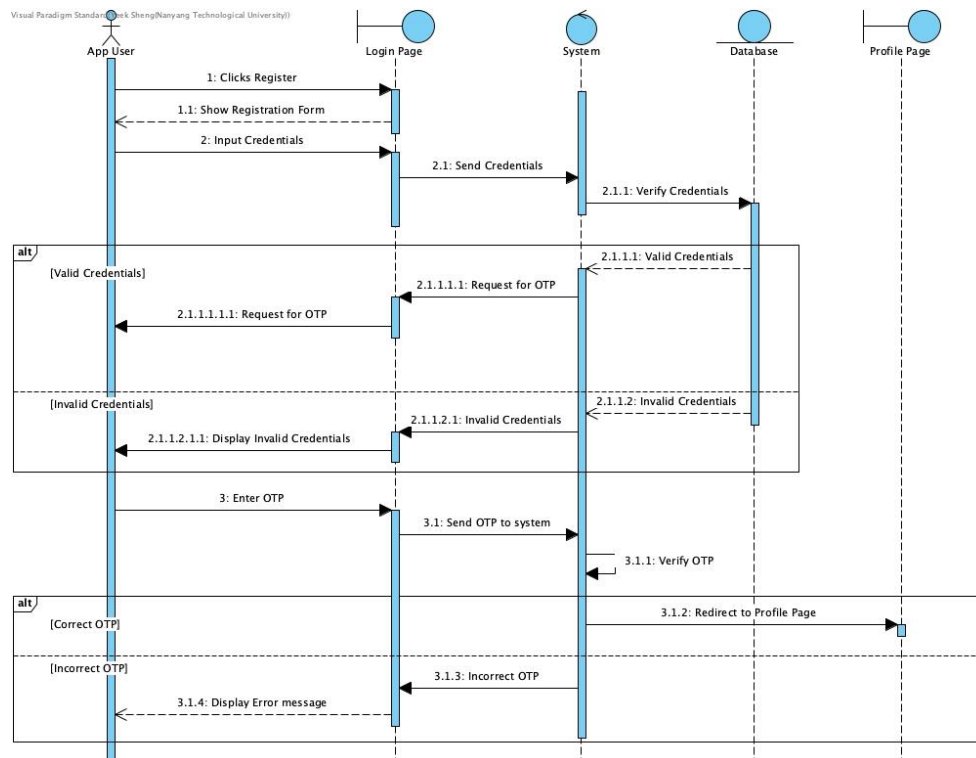 Visual Paradigm Standard
eek Sheng(Nanyang Technological University))
App User
Login Page
System
Database
Profile Page
1: Clicks Register
1.1: Show Registration Form
2: Input Credentials
2.1: Send Credentials
2.1.1: Verify Credentials
alt
2.1.1.1: Valid Credentials
[Valid Credentials]
2.1.1.1.1: Request for OTP
2.1.1.1.1.1: Request for OTP
[Invalid Credentials]
2.1.1.2: Invalid Credentials
2.1.1.2.1: Invalid Credentials
2.1.1.2.1.1: Display Invalid Credentials
3: Enter OTP
3.1: Send OTP to system
3.1.1: Verify OTP
alt
3.1.2: Redirect to Profile Page
[Correct OTP]
[Incorrect OTP]
3.1.3: Incorrect OTP
3.1.4: Display Error message